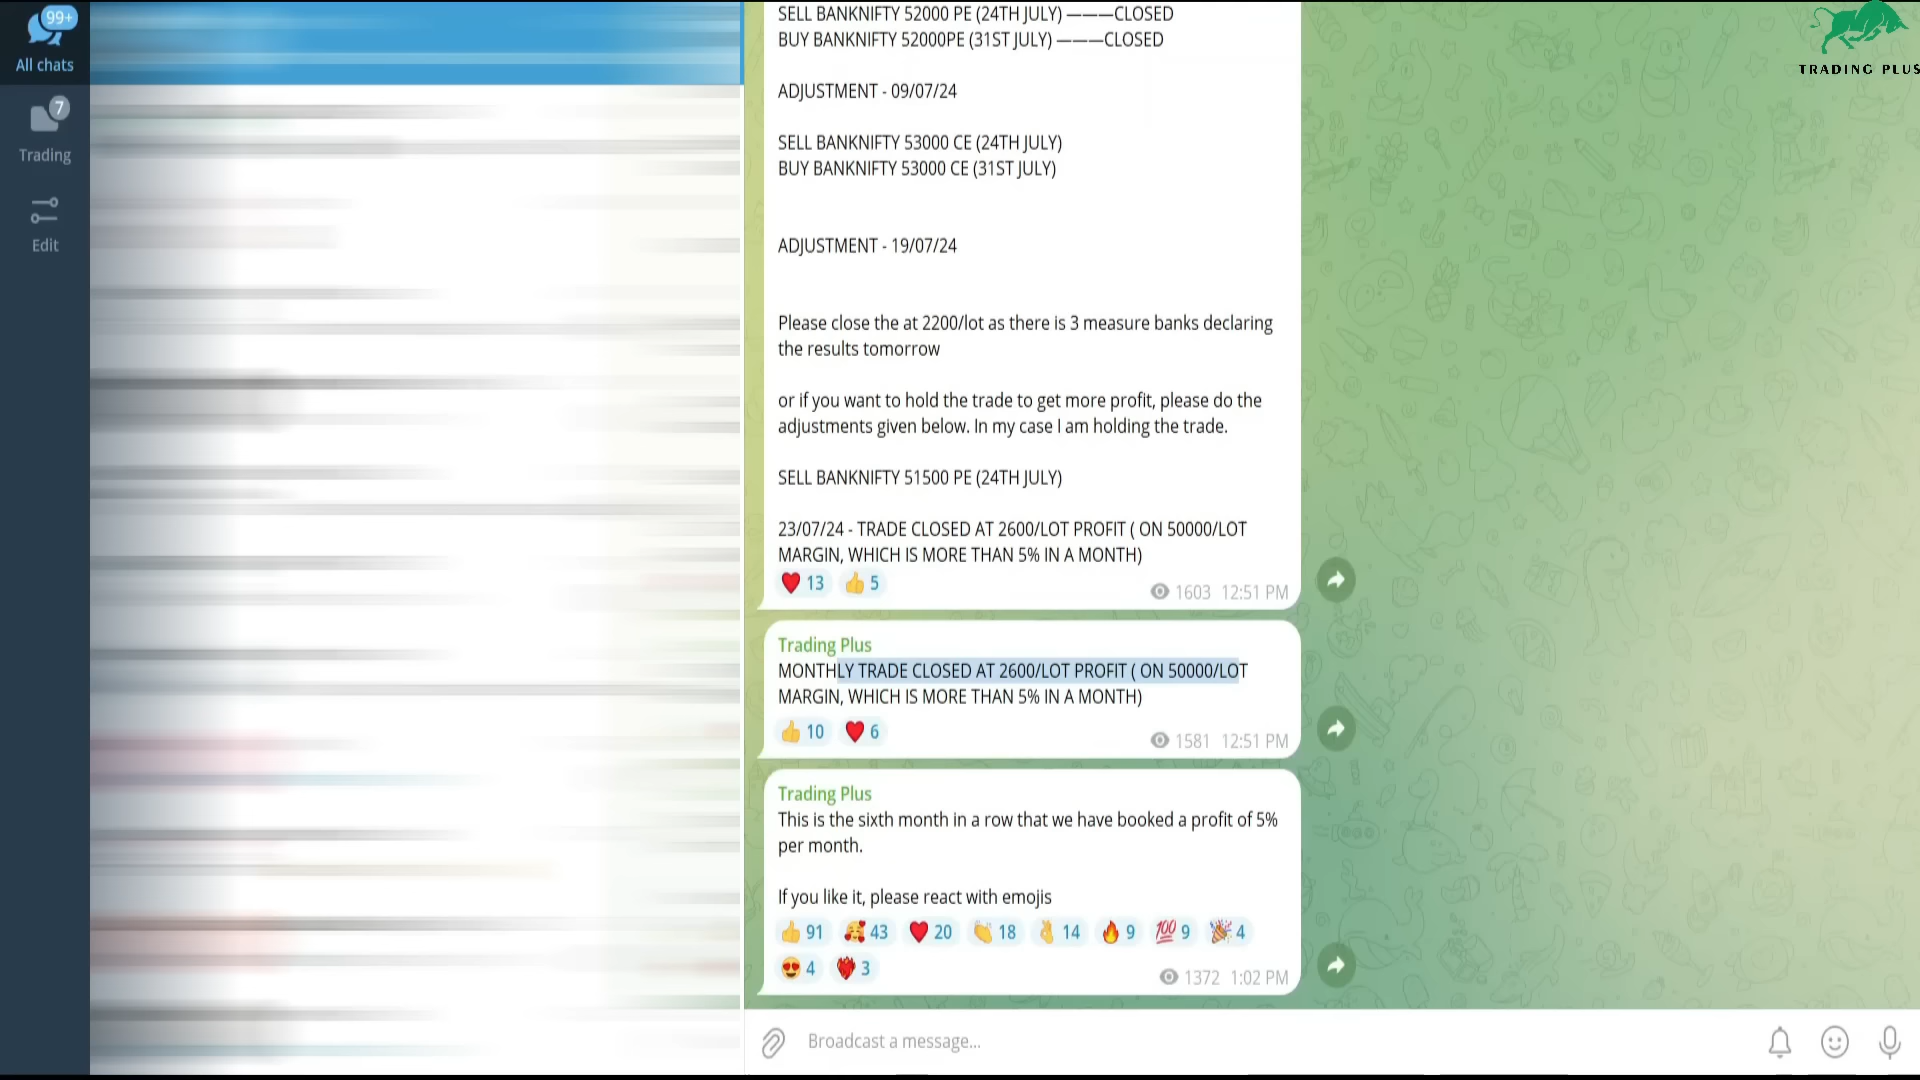 99+
All chats
7
Trading
Edit
SELL BANKNIFTY 52000 PE (24TH JULY) ———CLOSED
BUY BANKNIFTY 52000PE (31ST JULY) ———CLOSED
ADJUSTMENT - 09/07/24
SELL BANKNIFTY 53000 CE (24TH JULY)
BUY BANKNIFTY 53000 CE (31ST JULY)
ADJUSTMENT - 19/07/24
Please close the at 2200/lot as there is 3 measure banks declaring
the results tomorrow
or if you want to hold the trade to get more profit, please do the
adjustments given below. In my case I am holding the trade.
SELL BANKNIFTY 51500 PE (24TH JULY)
23/07/24 - TRADE CLOSED AT 2600/LOT PROFIT ( ON 50000/LOT
MARGIN, WHICH IS MORE THAN 5% IN A MONTH)
❤️ 13 👍 5
1603 12:51 PM
Trading Plus
MONTHLY TRADE CLOSED AT 2600/LOT PROFIT ( ON 50000/LOT
MARGIN, WHICH IS MORE THAN 5% IN A MONTH)
👍 10 ❤️ 6
1581 12:51 PM
Trading Plus
This is the sixth month in a row that we have booked a profit of 5%
per month.
If you like it, please react with emojis
👍 91 🥰 43 ❤️ 20 👏 18 👌 14 🔥 9 💯 9 🎉 4
😍 4 ❤️‍🔥 3
1372 1:02 PM
Broadcast a message...
TRADING PLUS